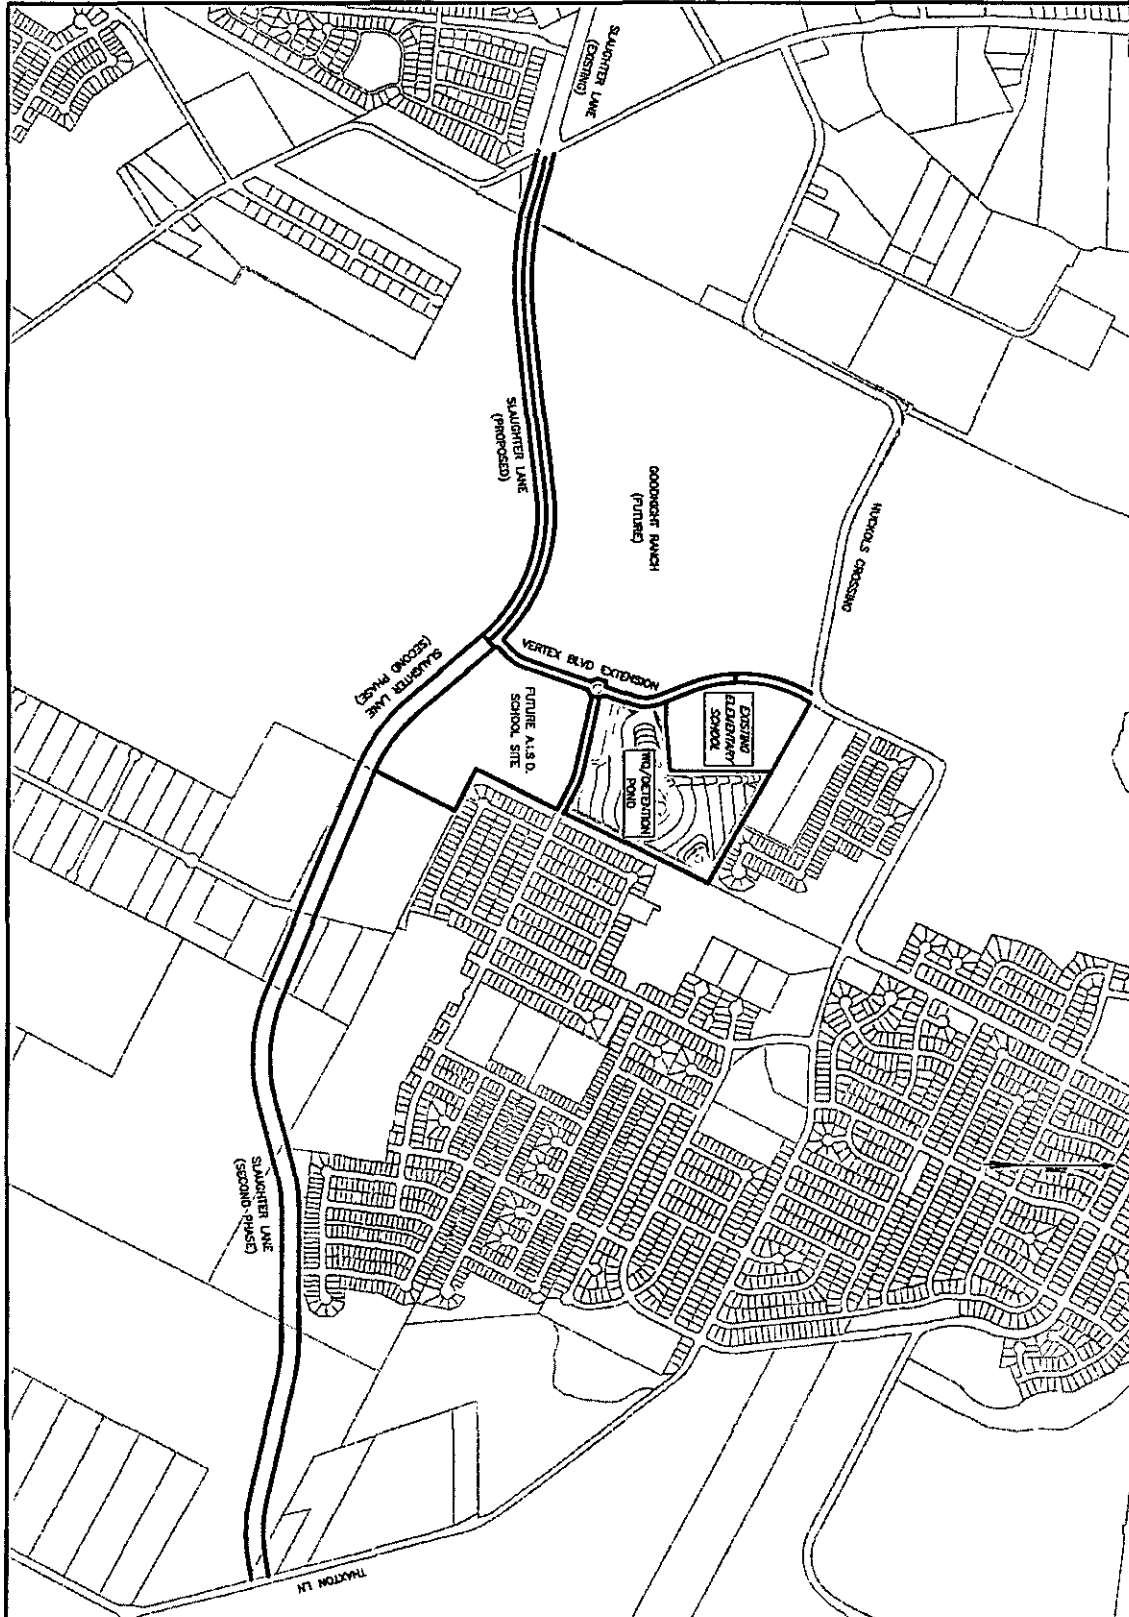 SLAUGHTER LANE
(EXISTING)
SLAUGHTER LANE
(PROPOSED)
GOODNIGHT RANCH
(FUTURE)
NUCKOLS CROSSING
VERTEX BLVD EXTENSION
EXISTING
ELEMENTARY
SCHOOL
WQ/DETENTION
POND
FUTURE A.I.S.D.
SCHOOL SITE
SLAUGHTER LANE
(SECOND PHASE)
SLAUGHTER LANE
(SECOND PHASE)
THAXTON LN